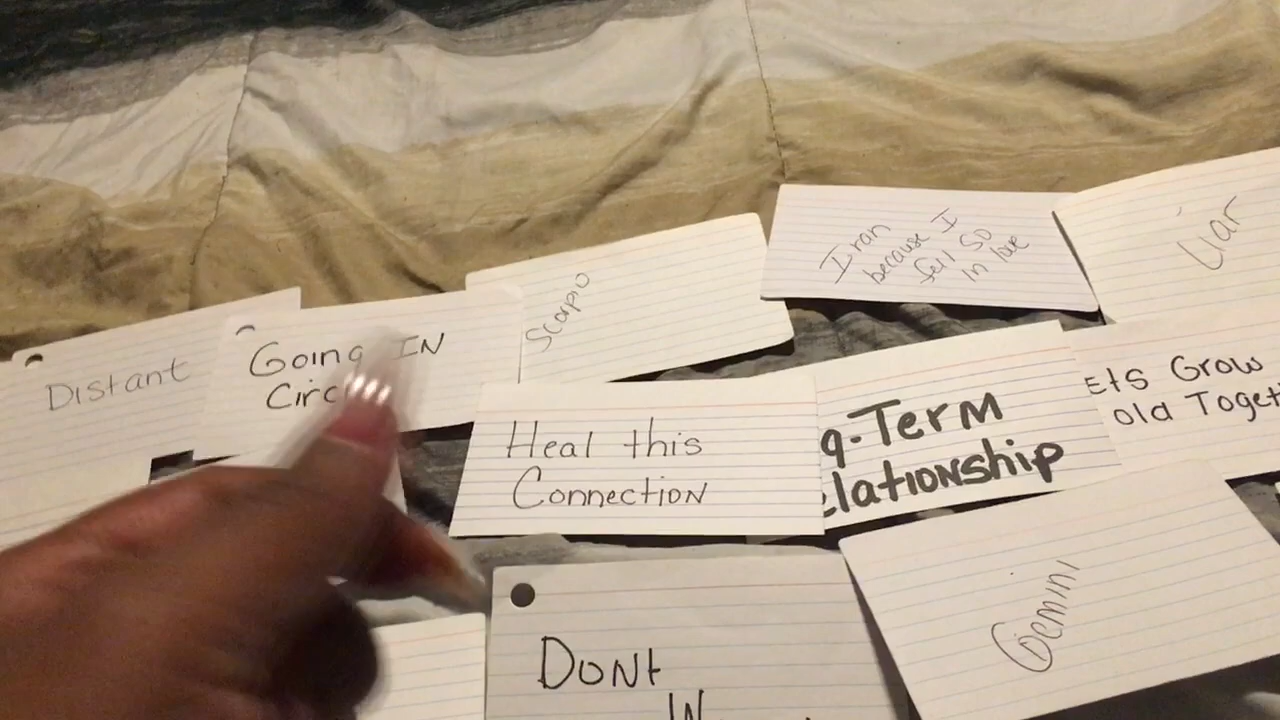 Distant
Going IN
Circ
Scorpio
I ran
because I
fell so
in love
Liar
Heal this
Connection
g-Term
elationship
Ets Grow
old Toget
Gemini
DONt